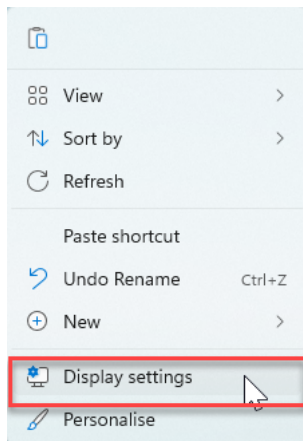 View
Sort by
Refresh
Paste shortcut
Undo Rename Ctrl+Z
New
Display settings
Personalise